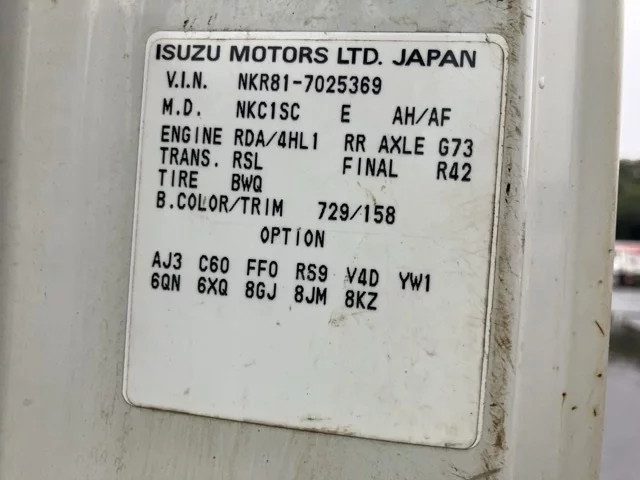 ISUZU MOTORS LTD. JAPAN
V.I.N. NKR81-7025369
M.D. NKC1SC E AH/AF
ENGINE RDA/4HL1 RR AXLE G73
TRANS. RSL FINAL R42
TIRE BWQ
B.COLOR/TRIM 729/158
OPTION
AJ3 C60 FF0 RS9 V4D YW1
6QN 6XQ 8GJ 8JM 8KZ